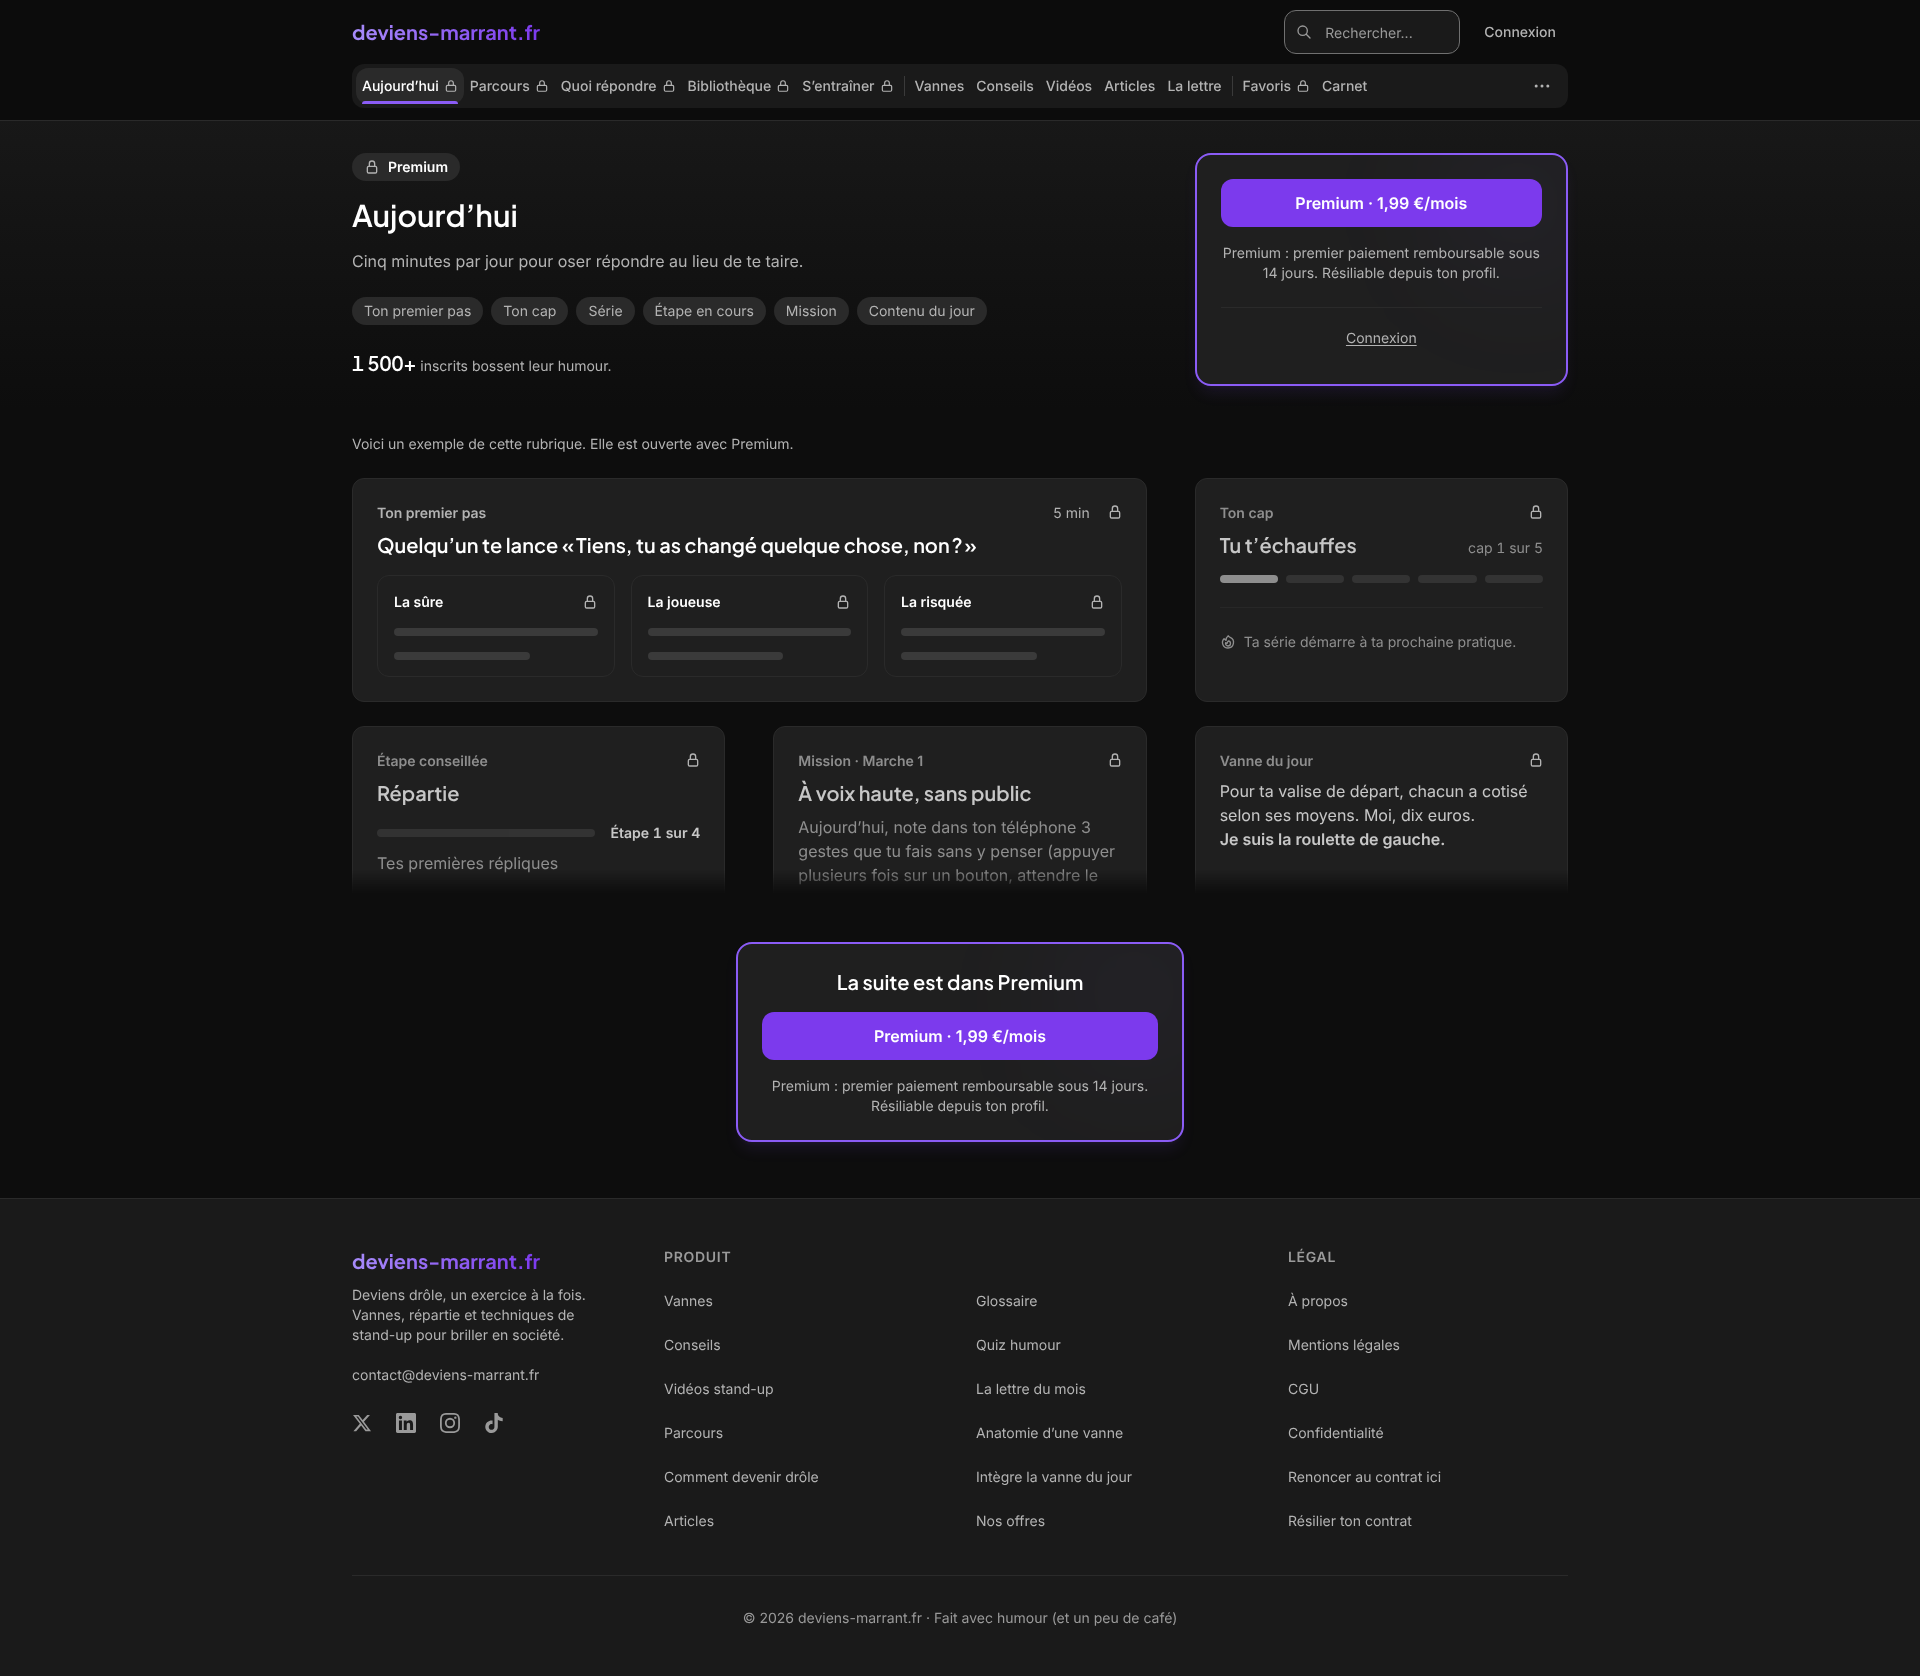 deviens-marrant.fr
Rechercher...
Connexion
Aujourd’hui
Parcours
Quoi répondre
Bibliothèque
S’entraîner
Vannes
Conseils
Vidéos
Articles
La lettre
Favoris
Carnet
Premium
Aujourd’hui
Cinq minutes par jour pour oser répondre au lieu de te taire.
Ton premier pas
Ton cap
Série
Étape en cours
Mission
Contenu du jour
1 500+ inscrits bossent leur humour.
Premium · 1,99 €/mois
Premium : premier paiement remboursable sous
14 jours. Résiliable depuis ton profil.
Connexion
Voici un exemple de cette rubrique. Elle est ouverte avec Premium.
Ton premier pas
5 min
Quelqu’un te lance « Tiens, tu as changé quelque chose, non ? »
La sûre
La joueuse
La risquée
Ton cap
Tu t’échauffes
cap 1 sur 5
Ta série démarre à ta prochaine pratique.
Étape conseillée
Répartie
Étape 1 sur 4
Tes premières répliques
Mission · Marche 1
À voix haute, sans public
Aujourd’hui, note dans ton téléphone 3
gestes que tu fais sans y penser (appuyer
plusieurs fois sur un bouton, attendre le
Vanne du jour
Pour ta valise de départ, chacun a cotisé
selon ses moyens. Moi, dix euros.
Je suis la roulette de gauche.
La suite est dans Premium
Premium · 1,99 €/mois
Premium : premier paiement remboursable sous 14 jours.
Résiliable depuis ton profil.
deviens-marrant.fr
Deviens drôle, un exercice à la fois.
Vannes, répartie et techniques de
stand-up pour briller en société.
contact@deviens-marrant.fr
PRODUIT
Vannes
Conseils
Vidéos stand-up
Parcours
Comment devenir drôle
Articles
Glossaire
Quiz humour
La lettre du mois
Anatomie d’une vanne
Intègre la vanne du jour
Nos offres
LÉGAL
À propos
Mentions légales
CGU
Confidentialité
Renoncer au contrat ici
Résilier ton contrat
© 2026 deviens-marrant.fr · Fait avec humour (et un peu de café)